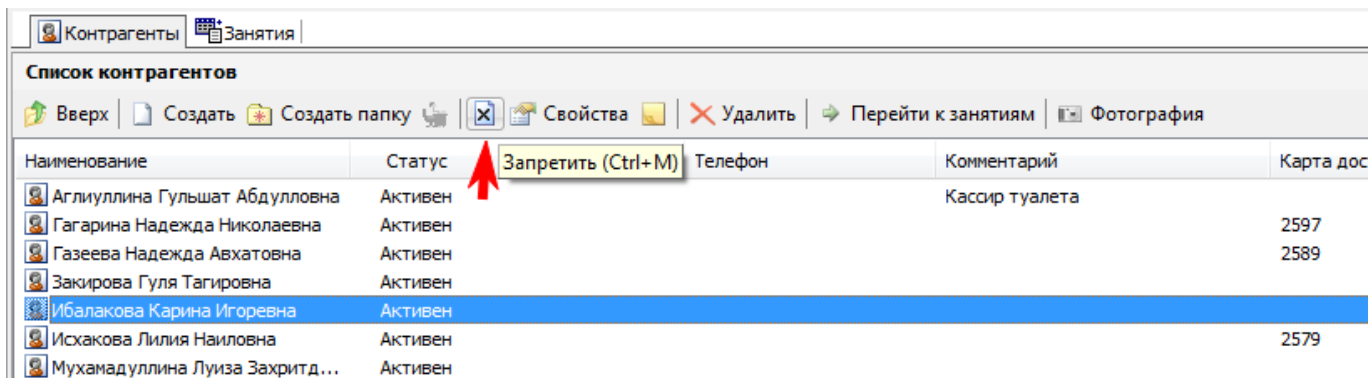 Контрагенты Занятия
Список контрагентов
Вверх Создать Создать папку Свойства Удалить Перейти к занятиям Фотография
Наименование Статус Запретить (Ctrl+M) Телефон Комментарий Карта дос
Аглиуллина Гульшат Абдулловна Активен Кассир туалета
Гагарина Надежда Николаевна Активен 2597
Газеева Надежда Авхатовна Активен 2589
Закирова Гуля Тагировна Активен
Ибалакова Карина Игоревна Активен
Исхакова Лилия Наиловна Активен 2579
Мухамадуллина Луиза Захритд... Активен